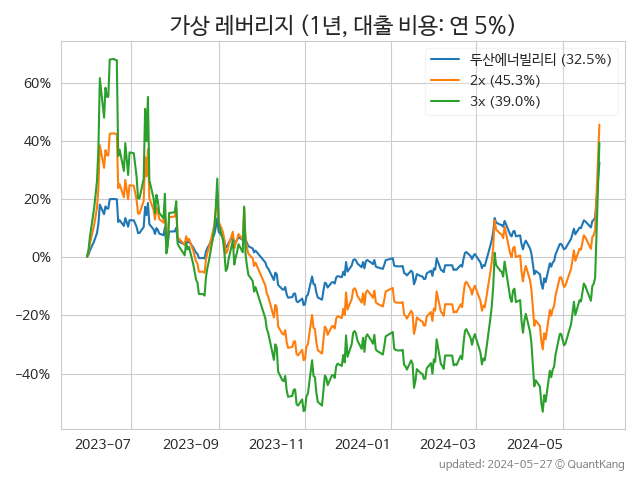 가상 레버리지 (1년, 대출 비용: 연 5%)
두산에너빌리티 (32.5%)
2x (45.3%)
3x (39.0%)
60%
40%
20%
0%
−20%
−40%
2023-07
2023-09
2023-11
2024-01
2024-03
2024-05
updated: 2024-05-27 © QuantKang